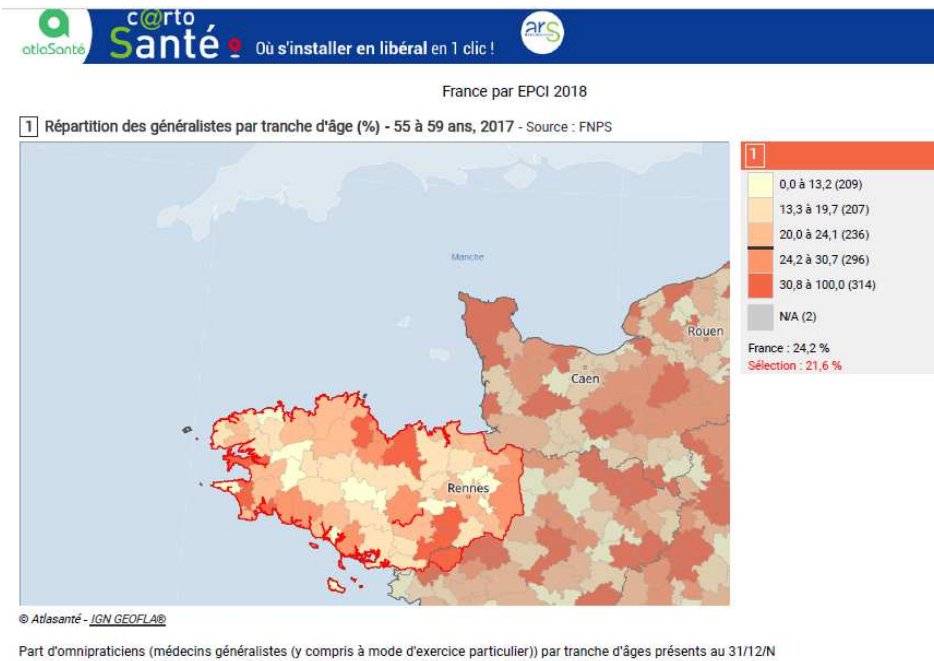 atlaSanté
c@rto
Santé
Où s'installer en libéral en 1 clic !
ars
France par EPCI 2018
1 Répartition des généralistes par tranche d'âge (%) - 55 à 59 ans, 2017 - Source : FNPS
1
0,0 à 13,2 (209)
13,3 à 19,7 (207)
20,0 à 24,1 (236)
24,2 à 30,7 (296)
30,8 à 100,0 (314)
N/A (2)
France : 24,2 %
Sélection : 21,6 %
Manche
Rouen
Caen
Rennes
© Atlasanté - IGN GEOFLA®
Part d'omnipraticiens (médecins généralistes (y compris à mode d'exercice particulier)) par tranche d'âges présents au 31/12/N